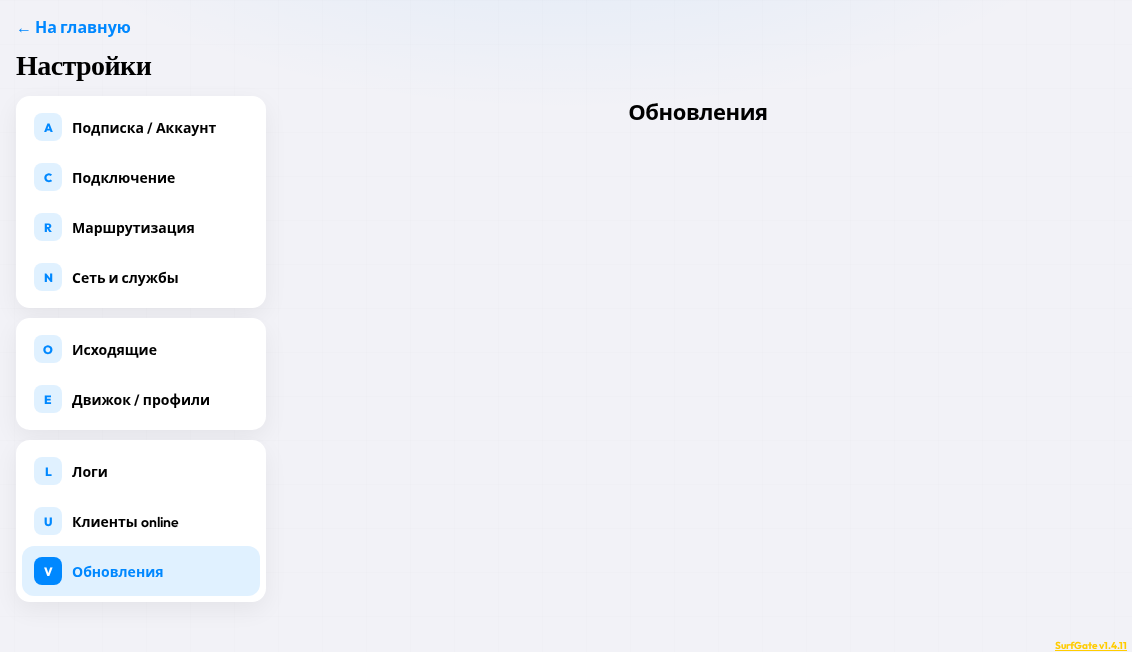 ← На главную
Настройки
A Подписка / Аккаунт
C Подключение
R Маршрутизация
N Сеть и службы
O Исходящие
E Движок / профили
L Логи
U Клиенты online
V Обновления
Обновления
SurfGate v1.4.11